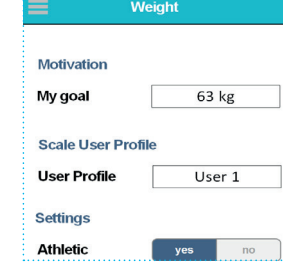 Weight
Motivation
My goal 63 kg
Scale User Profile
User Profile User 1
Settings
Athletic yes no